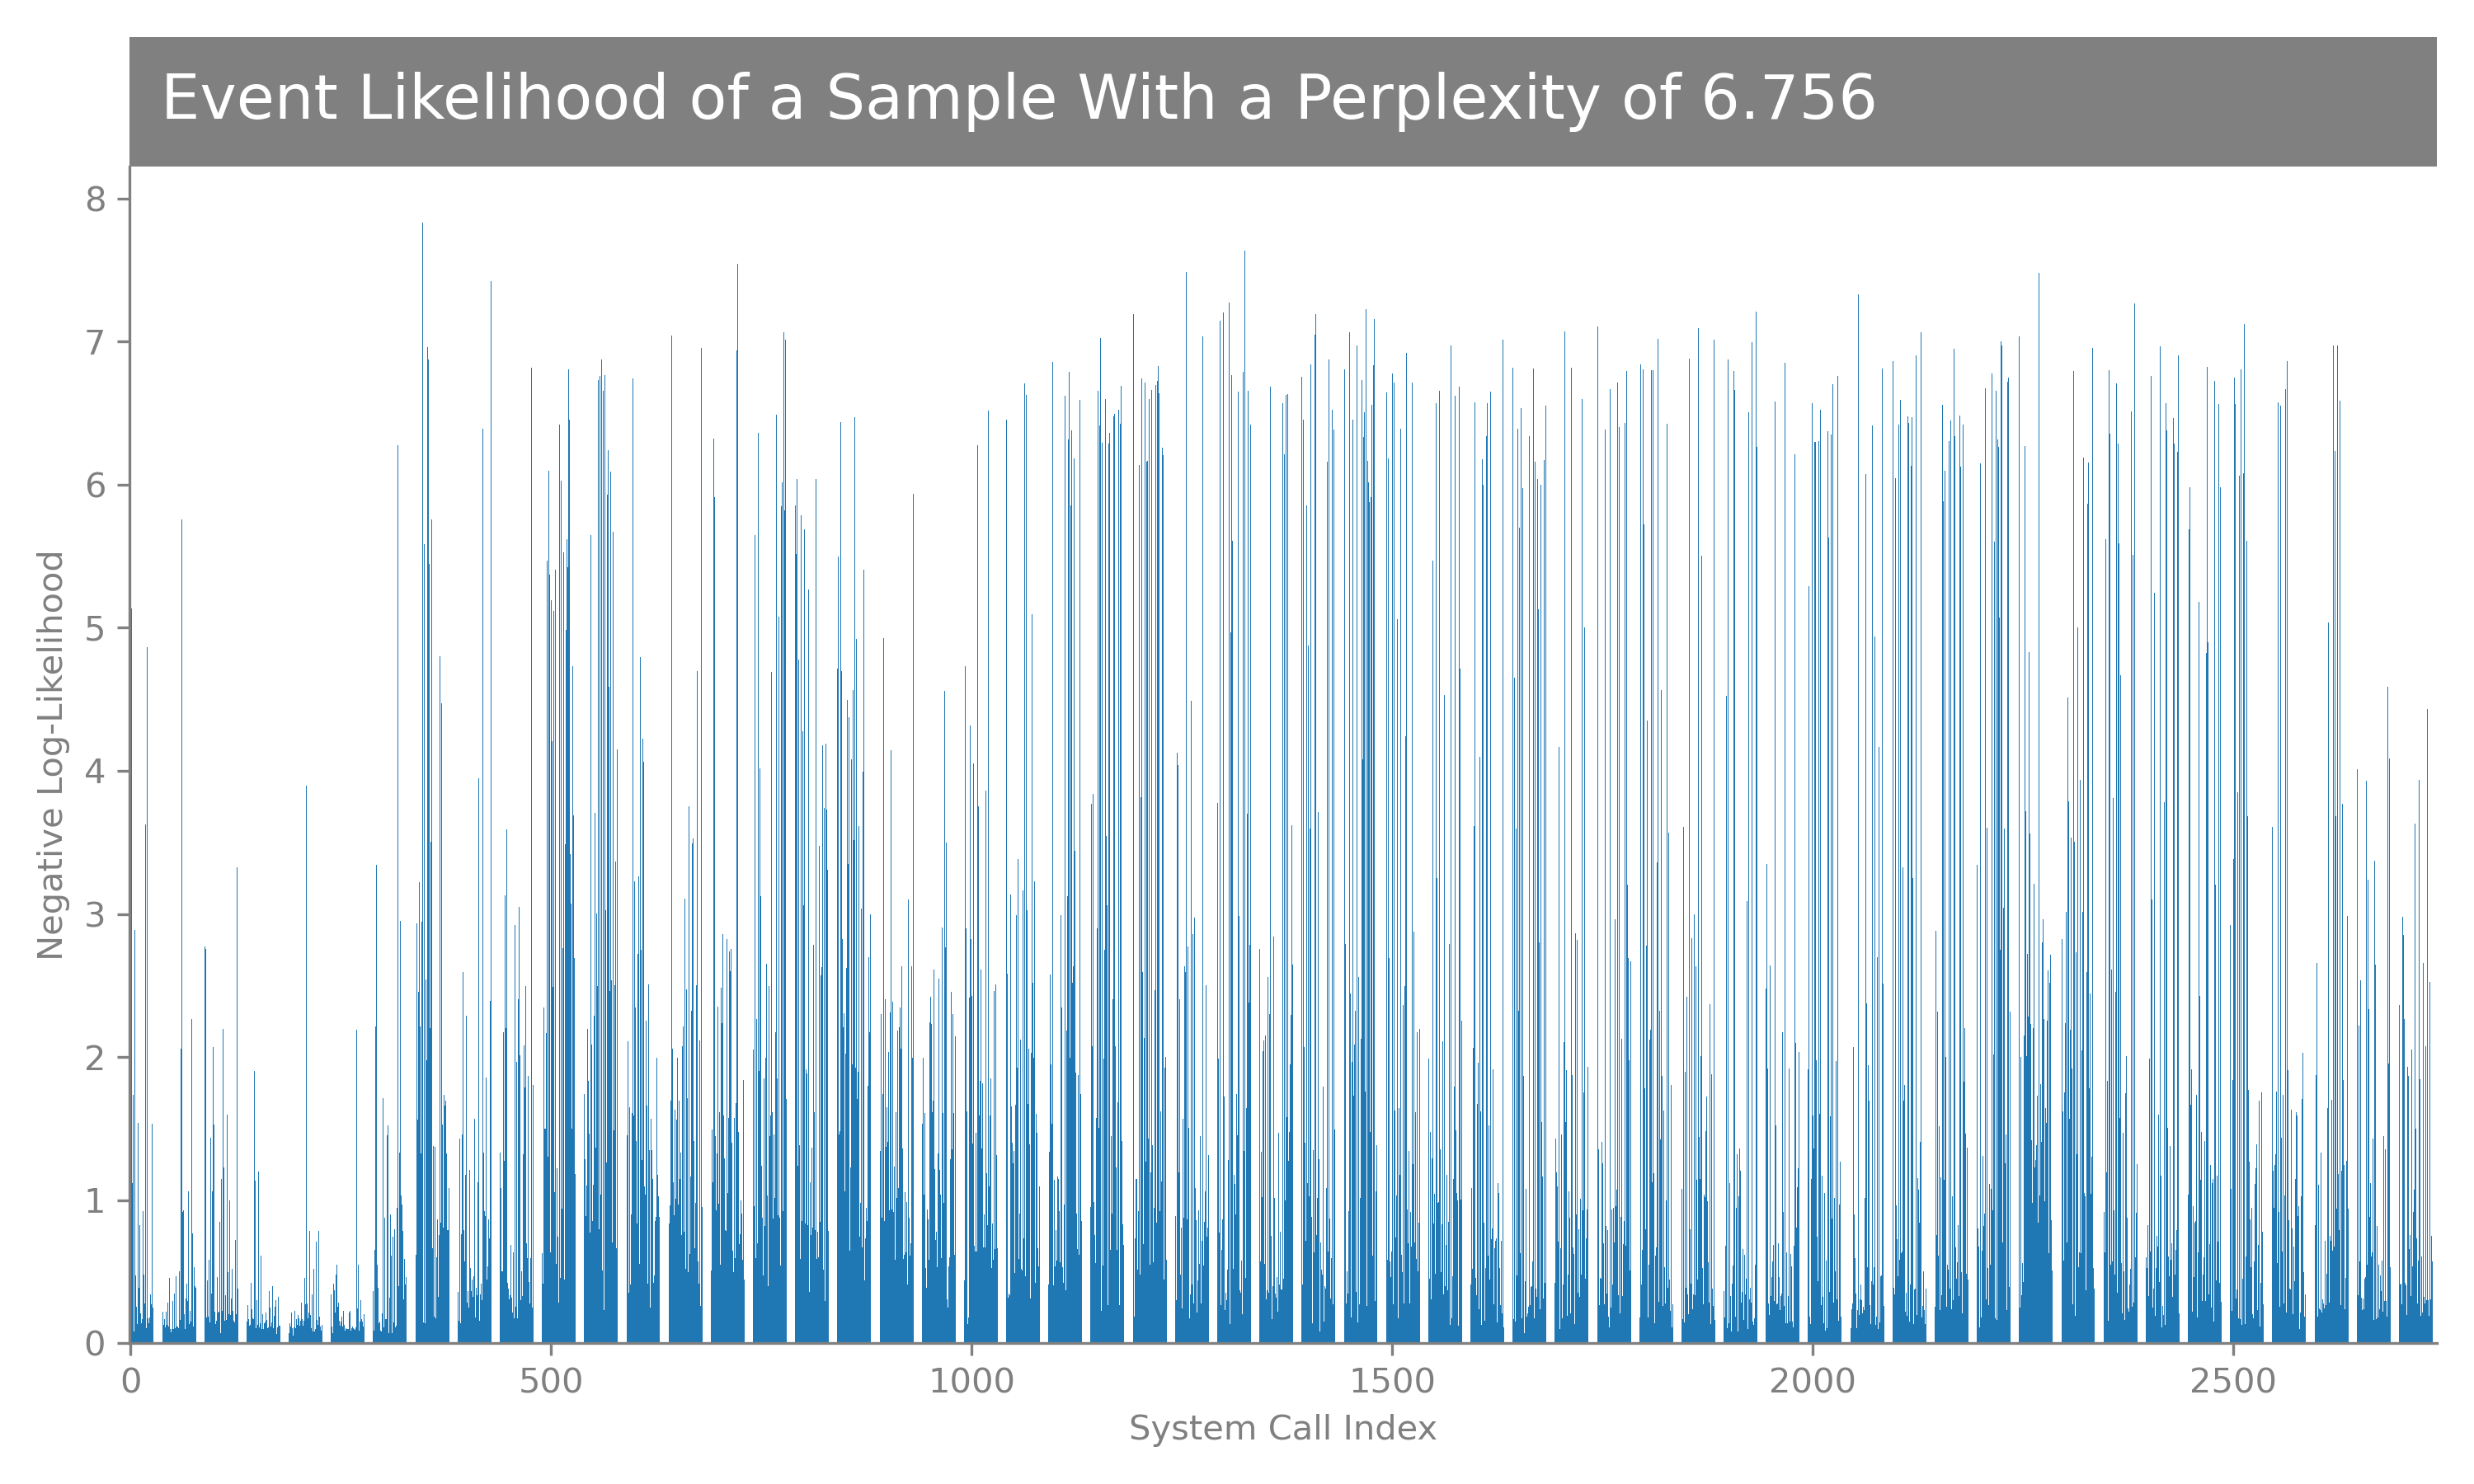 Event Likelihood of a Sample With a Perplexity of 6.756
8
7
6
5
4
3
2
1
0
Negative Log-Likelihood
0 500 1000 1500 2000 2500
System Call Index